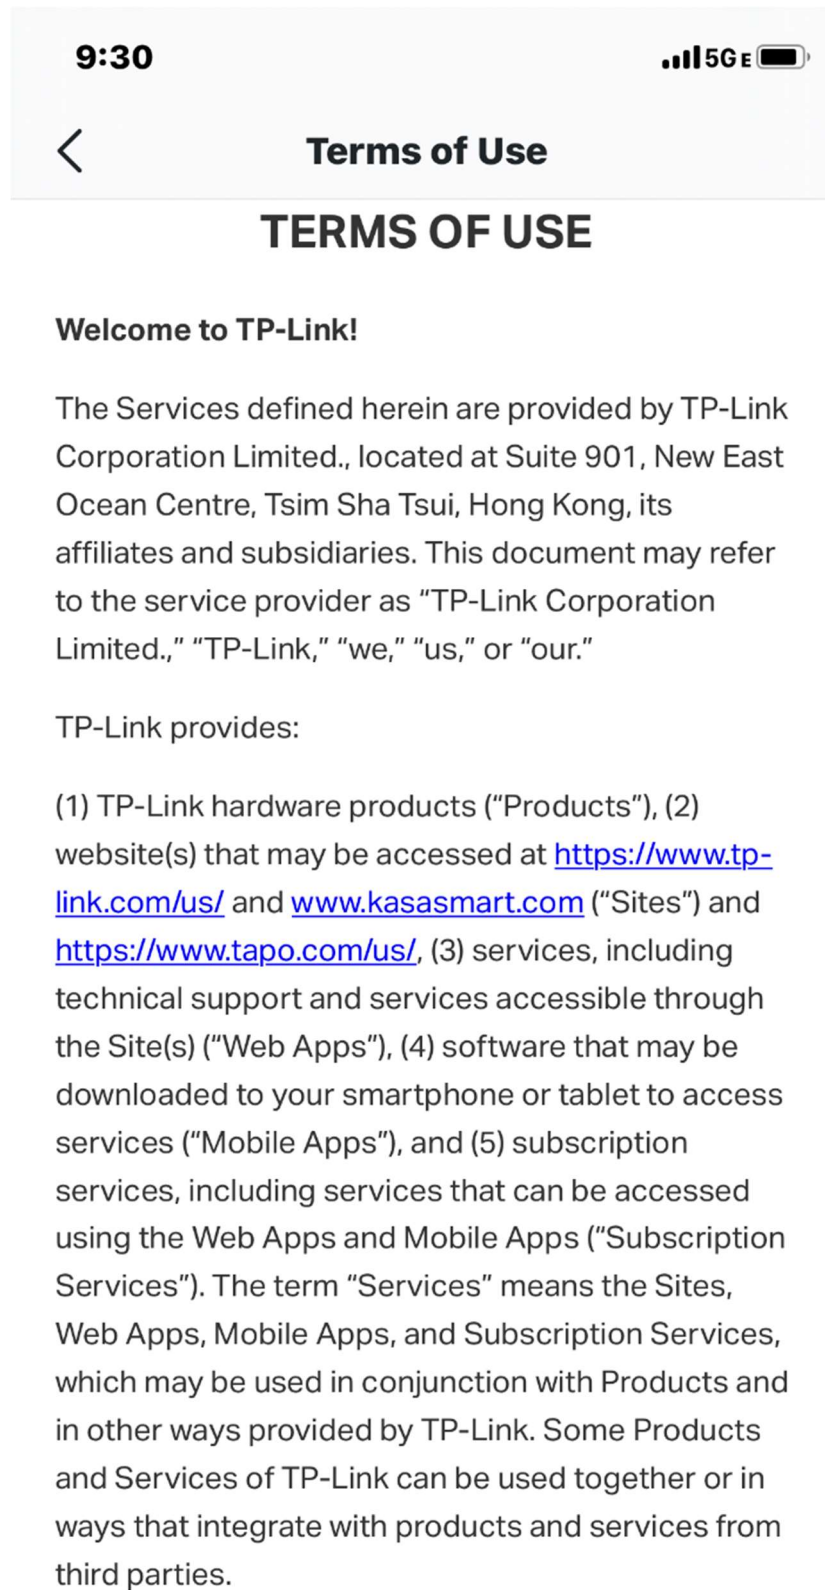 9:30
5G E
Terms of Use
TERMS OF USE
Welcome to TP-Link!
The Services defined herein are provided by TP-Link
Corporation Limited., located at Suite 901, New East
Ocean Centre, Tsim Sha Tsui, Hong Kong, its
affiliates and subsidiaries. This document may refer
to the service provider as “TP-Link Corporation
Limited.,” “TP-Link,” “we,” “us,” or “our.”
TP-Link provides:
(1) TP-Link hardware products (“Products”), (2)
website(s) that may be accessed at https://www.tp-
link.com/us/ and www.kasasmart.com (“Sites”) and
https://www.tapo.com/us/, (3) services, including
technical support and services accessible through
the Site(s) (“Web Apps”), (4) software that may be
downloaded to your smartphone or tablet to access
services (“Mobile Apps”), and (5) subscription
services, including services that can be accessed
using the Web Apps and Mobile Apps (“Subscription
Services”). The term “Services” means the Sites,
Web Apps, Mobile Apps, and Subscription Services,
which may be used in conjunction with Products and
in other ways provided by TP-Link. Some Products
and Services of TP-Link can be used together or in
ways that integrate with products and services from
third parties.